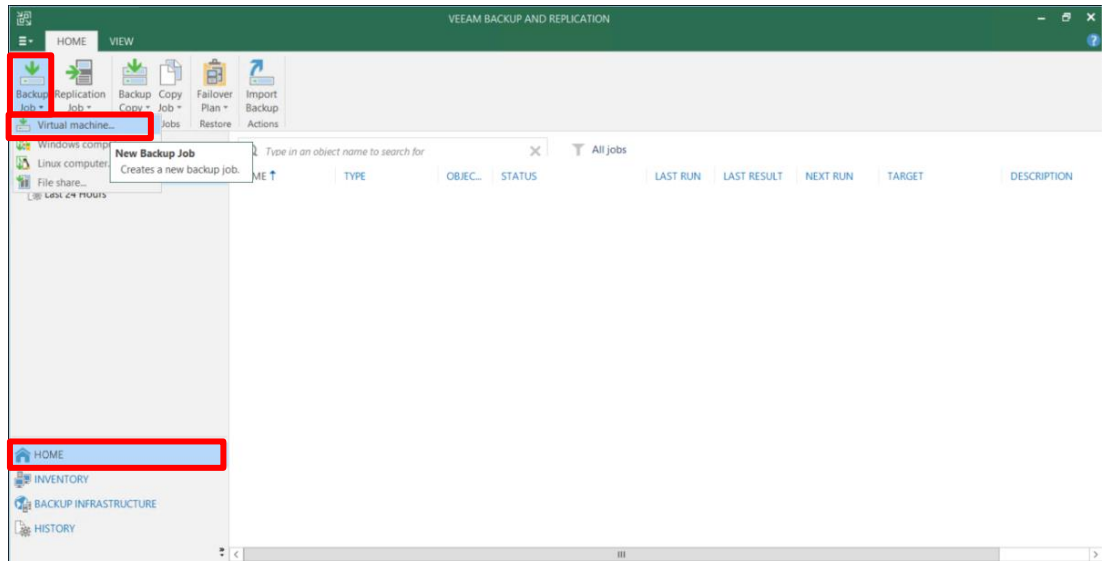 VEEAM BACKUP AND REPLICATION
HOME VIEW
Backup Job Replication Job Backup Copy Copy Job Failover Plan Import Backup
Jobs Restore Actions
Virtual machine...
Windows comp
Linux computer.
File share...
New Backup Job
Creates a new backup job.
Last 24 Hours
Type in an object name to search for
All jobs
ME TYPE OBJEC... STATUS LAST RUN LAST RESULT NEXT RUN TARGET DESCRIPTION
HOME
INVENTORY
BACKUP INFRASTRUCTURE
HISTORY